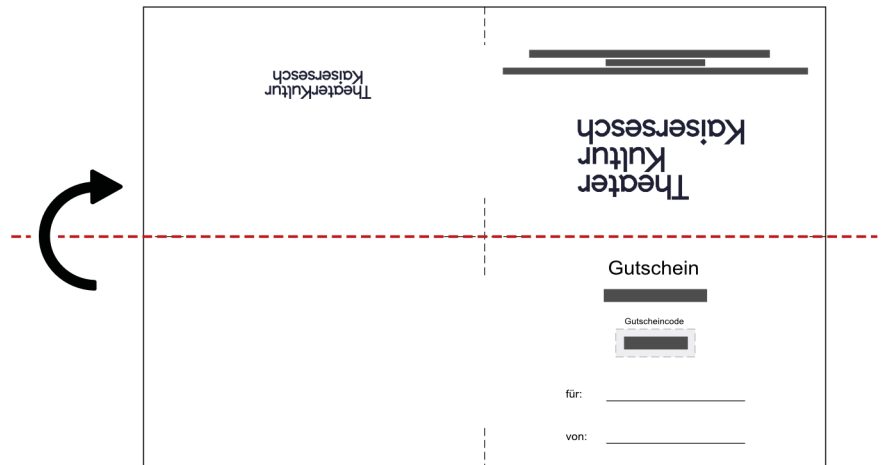 TheaterKultur
Kaisersesch
Theater
Kultur
Kaisersesch
Gutschein
Gutscheincode
für:
von: